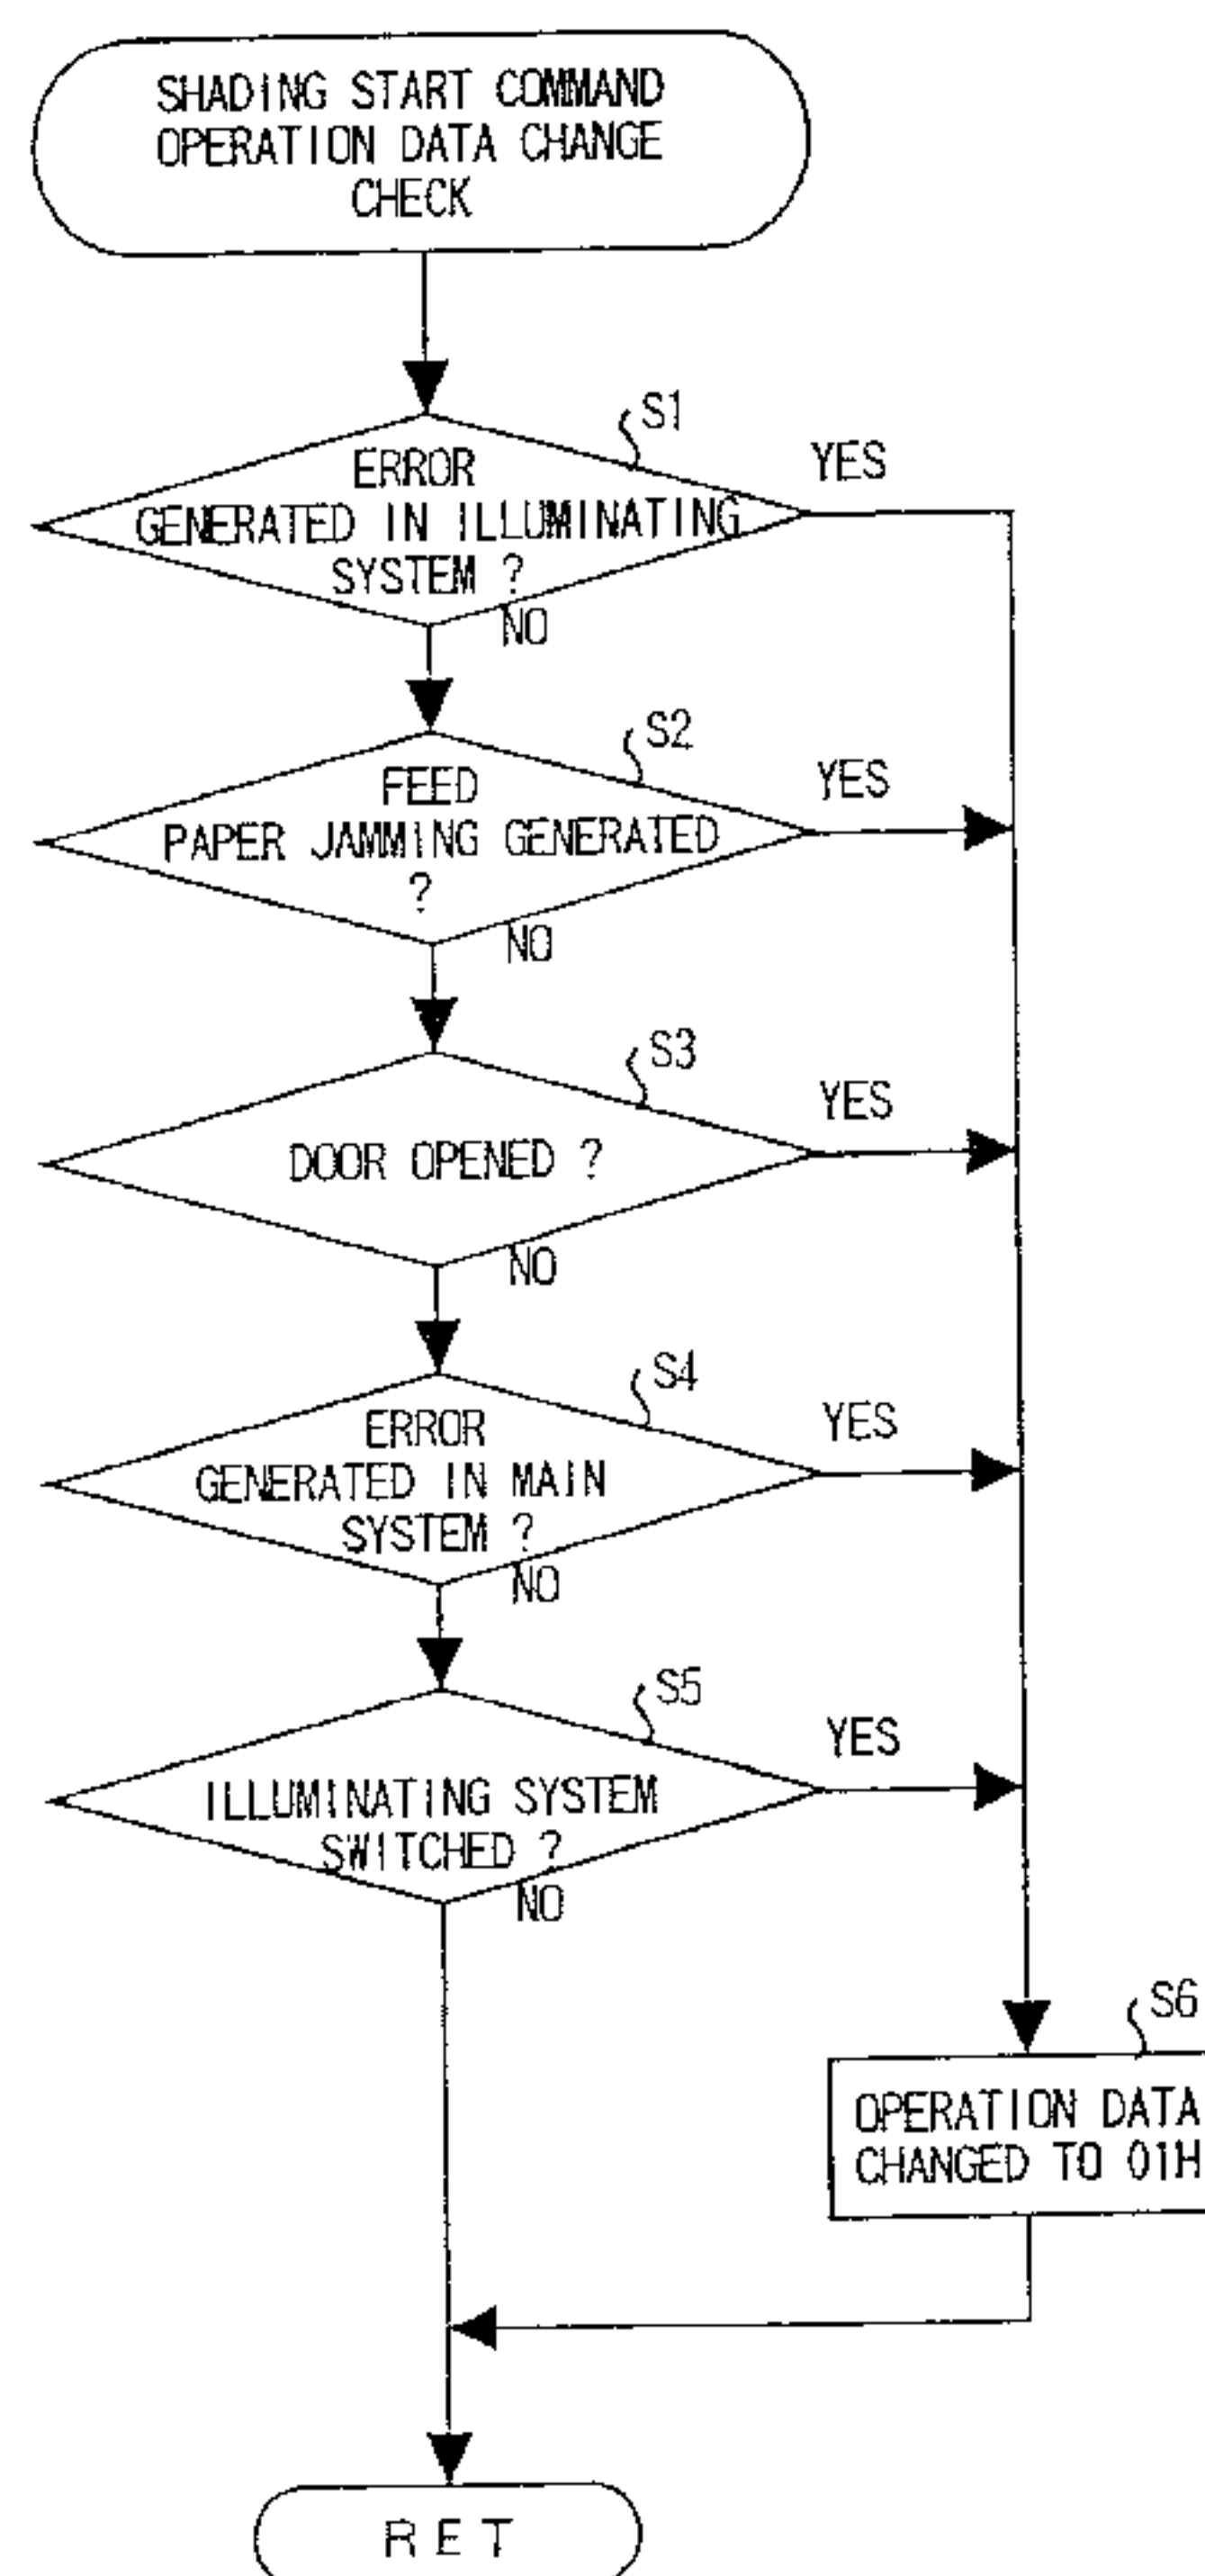 SHADING START COMMAND
OPERATION DATA CHANGE
CHECK
S1
YES
ERROR
GENERATED IN ILLUMINATING
SYSTEM ?
NO
S2
YES
FEED
PAPER JAMMING GENERATED
?
NO
S3
YES
DOOR OPENED ?
NO
S4
YES
ERROR
GENERATED IN MAIN
SYSTEM ?
NO
S5
YES
ILLUMINATING SYSTEM
SWITCHED ?
NO
S6
OPERATION DATA
CHANGED TO 01H
RET